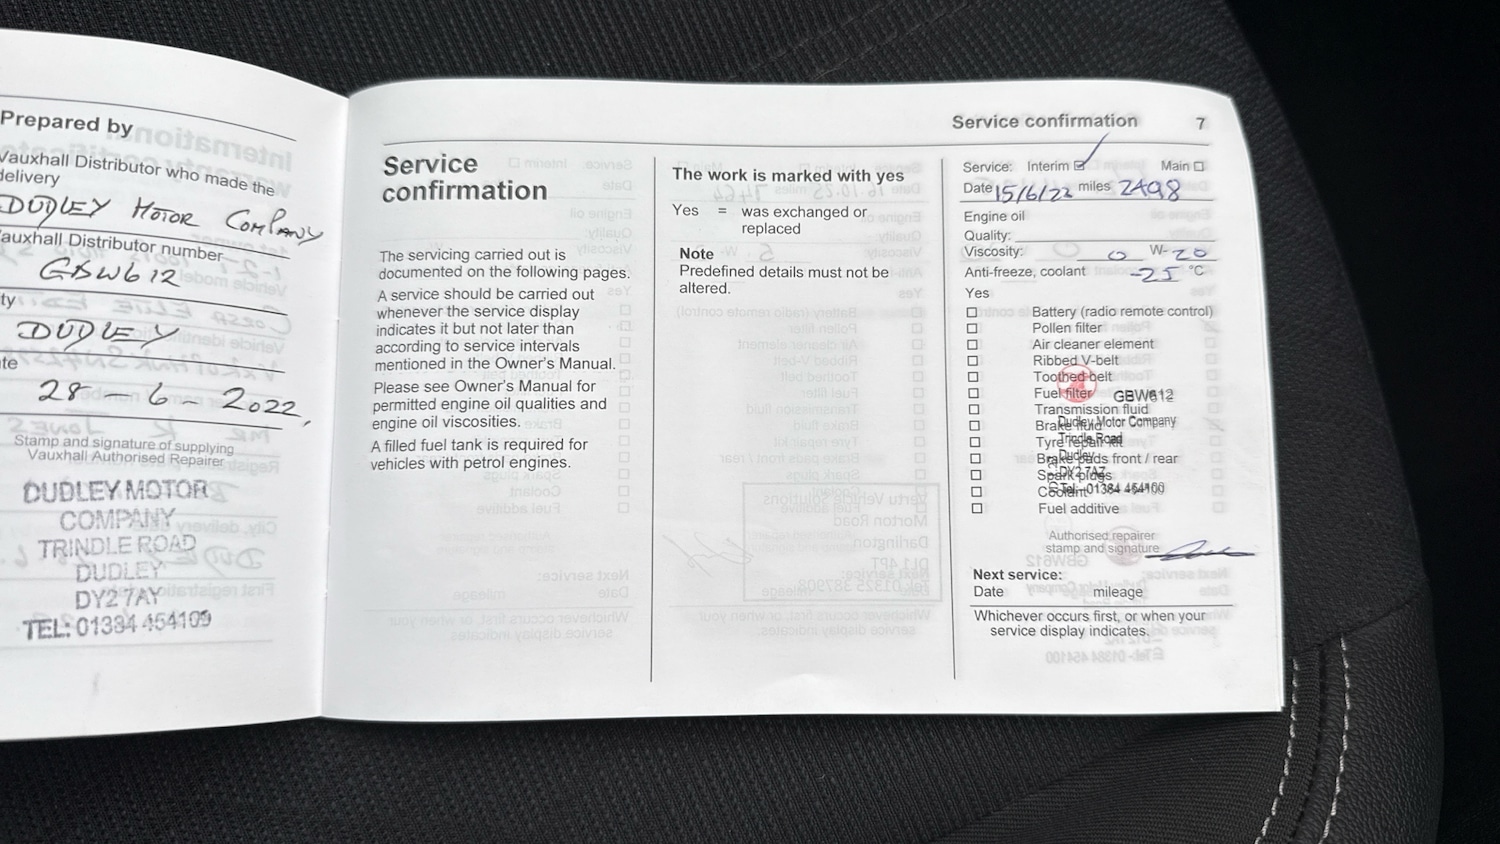 Prepared by
Vauxhall Distributor who made the
delivery
DUDLEY MOTOR COMPANY
Vauxhall Distributor number
GBW612
ty
DUDLEY
te
28 - 6 - 2022
Stamp and signature of supplying
Vauxhall Authorised Repairer
DUDLEY MOTOR
COMPANY
TRINDLE ROAD
DUDLEY
DY2 7AY
TEL: 01384 454109
Service
confirmation
The servicing carried out is
documented on the following pages.
A service should be carried out
whenever the service display
indicates it but not later than
according to service intervals
mentioned in the Owner's Manual.
Please see Owner's Manual for
permitted engine oil qualities and
engine oil viscosities.
A filled fuel tank is required for
vehicles with petrol engines.
The work is marked with yes
Yes = was exchanged or
replaced
Note
Predefined details must not be
altered.
Service confirmation 7
Service: Interim Main
Date 15/6/23 miles 2498
Engine oil
Quality:
Viscosity: 0 W- 20
Anti-freeze, coolant -25 °C
Yes
Battery (radio remote control)
Pollen filter
Air cleaner element
Ribbed V-belt
Toothed belt
Fuel filter
GBW612
Transmission fluid
Dudley Motor Company
Brake fluid
Trindle Road
Tyre repair kit
Dudley
Brake pads front / rear
DY2 7AZ
Spark plugs
Tel:-01384 454100
Coolant
Fuel additive
Authorised repairer
stamp and signature
Next service:
Date mileage
Whichever occurs first, or when your
service display indicates.